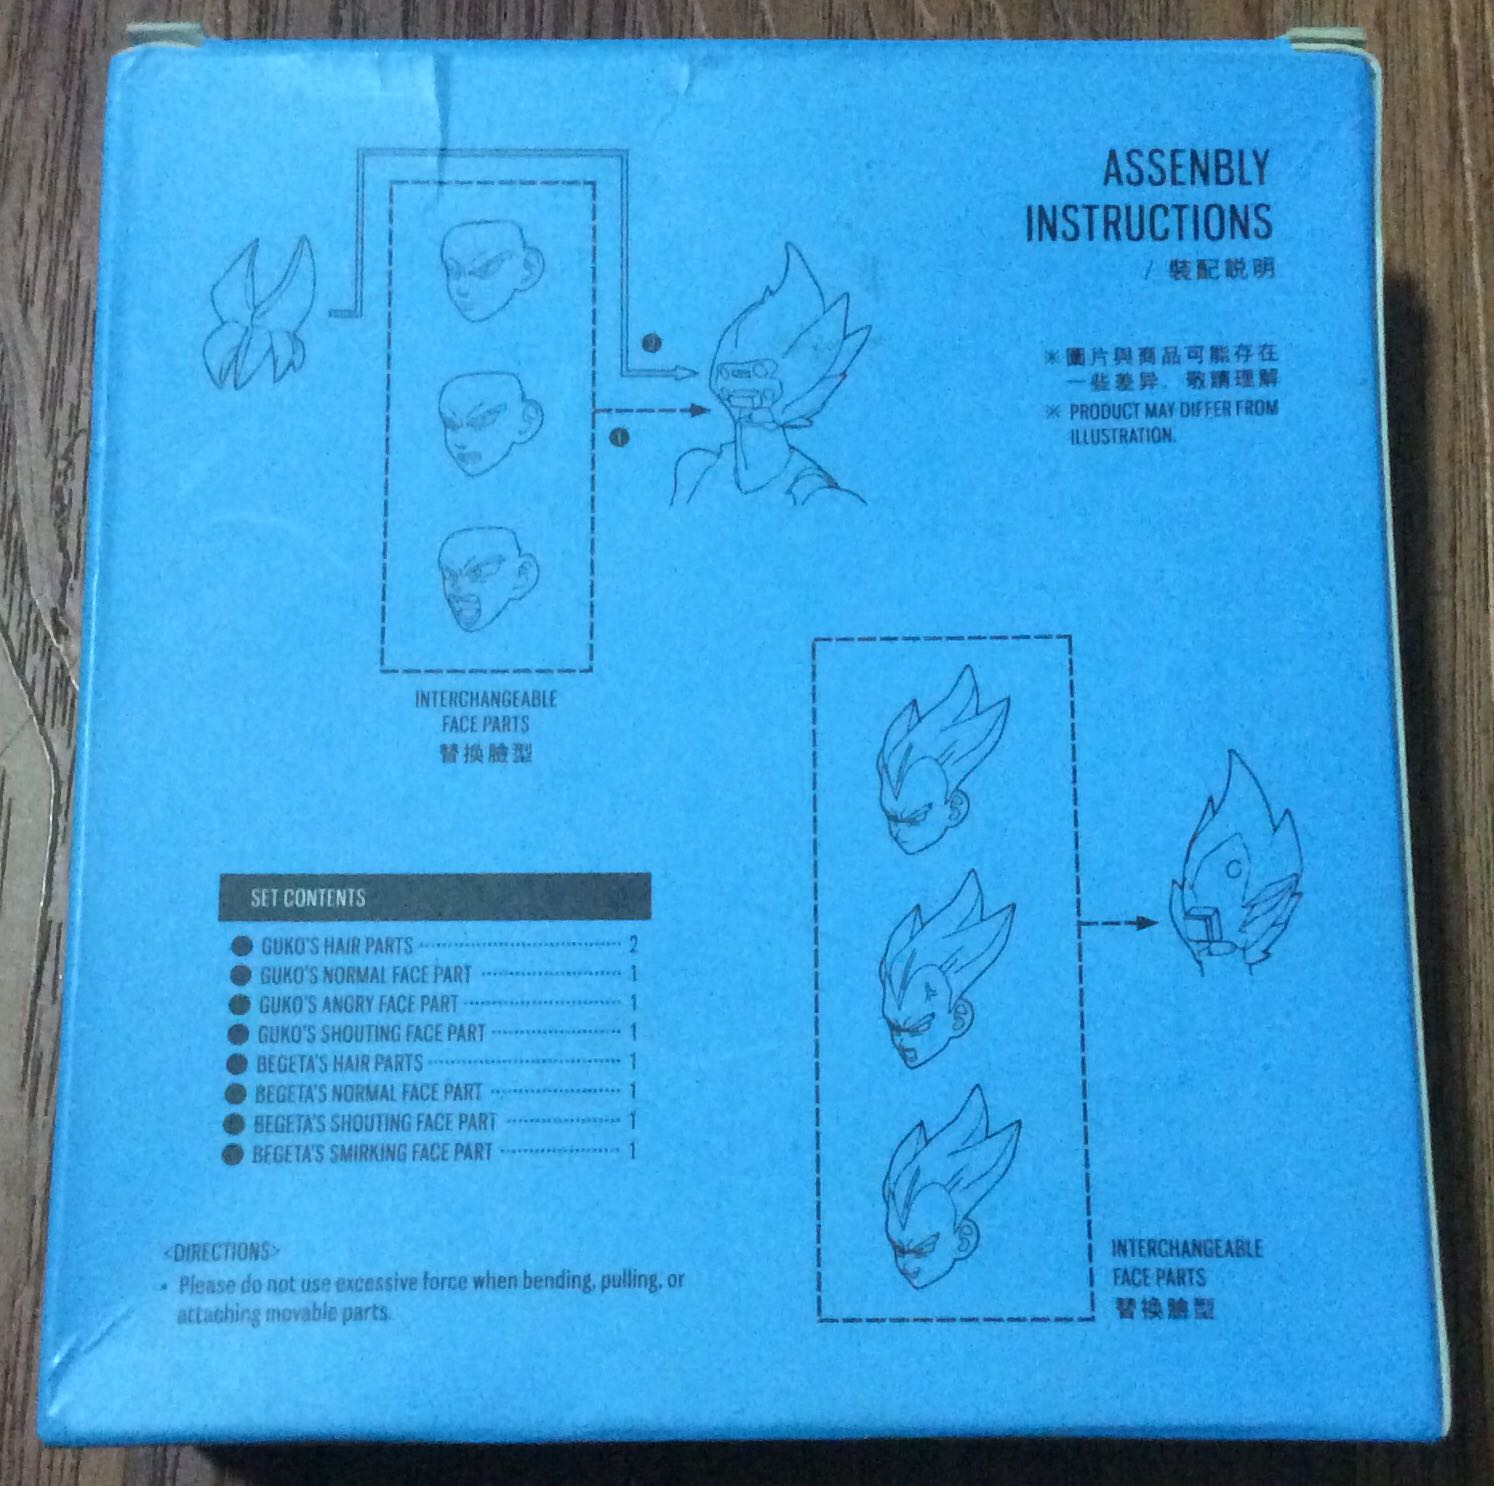 ASSENBLY
INSTRUCTIONS
/ 裝配説明
※圖片與商品可能存在
一些差异，敬請理解
※ PRODUCT MAY DIFFER FROM
ILLUSTRATION.
2
1
INTERCHANGEABLE
FACE PARTS
替換臉型
SET CONTENTS
● GUKO'S HAIR PARTS 2
● GUKO'S NORMAL FACE PART 1
● GUKO'S ANGRY FACE PART 1
● GUKO'S SHOUTING FACE PART 1
● BEGETA'S HAIR PARTS 1
● BEGETA'S NORMAL FACE PART 1
● BEGETA'S SHOUTING FACE PART 1
● BEGETA'S SMIRKING FACE PART 1
<DIRECTIONS>
• Please do not use excessive force when bending, pulling, or
attaching movable parts.
INTERCHANGEABLE
FACE PARTS
替換臉型